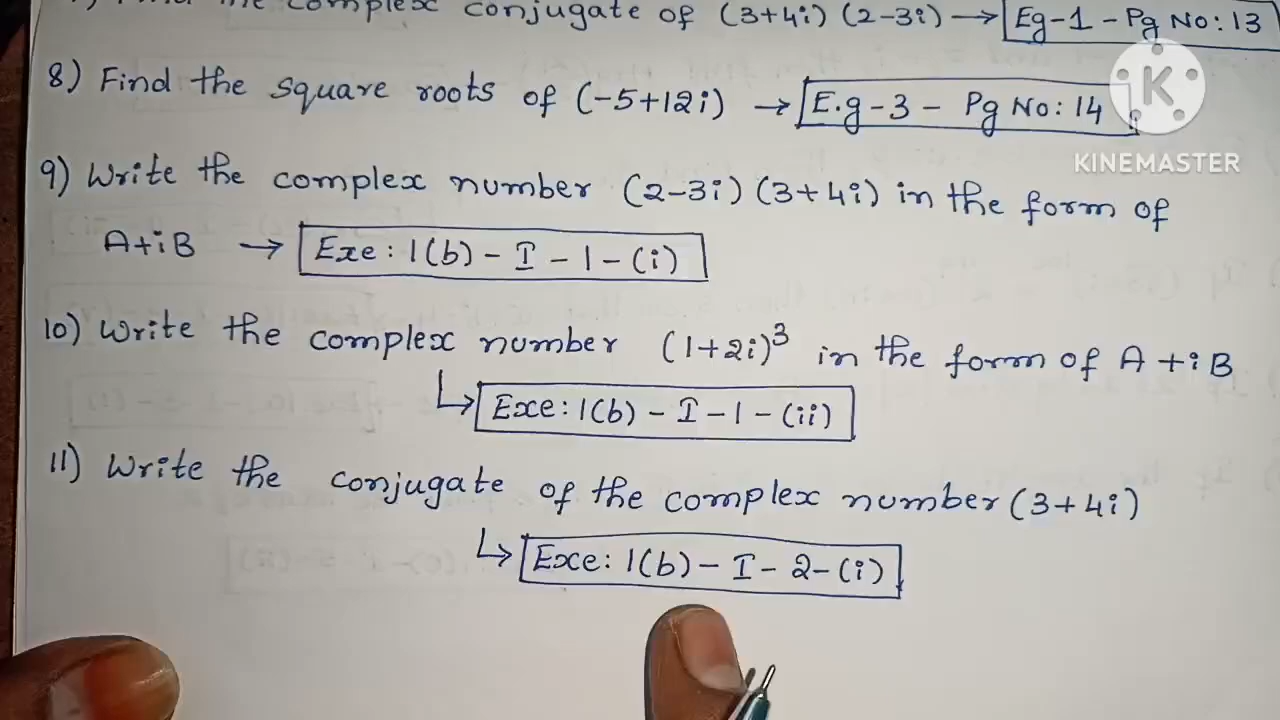 the complex conjugate of (3+4i) (2-3i) → Eg-1 - Pg No: 13
8) Find the square roots of (-5+12i) → E.g-3 - Pg No: 14
K
KINEMASTER
9) Write the complex number (2-3i) (3+4i) in the form of
A+iB → Exe: 1(b) - I - 1 - (i)
10) Write the complex number (1+2i)³ in the form of A+iB
↳ Exe: 1(b) - I - 1 - (ii)
11) Write the conjugate of the complex number (3+4i)
↳ Exe: 1(b) - I - 2 - (i)